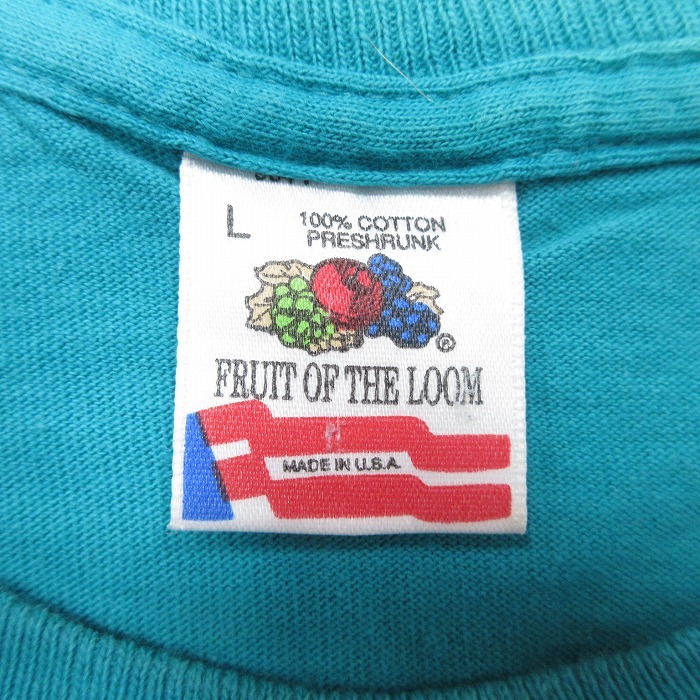 L
100% COTTON
PRESHRUNK
®
FRUIT OF THE LOOM
MADE IN U.S.A.